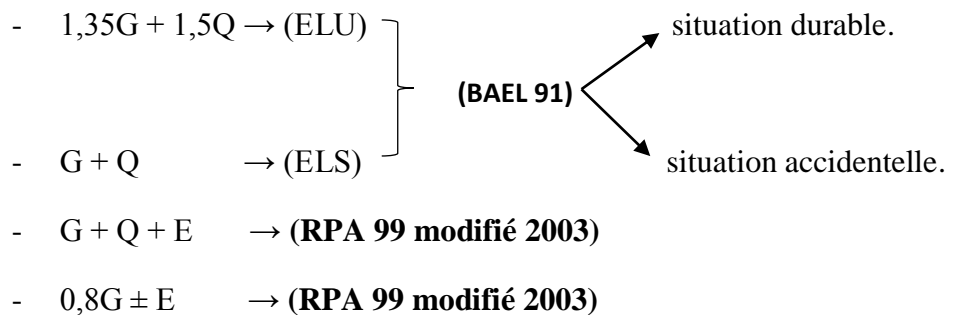 - 1,35G + 1,5Q → (ELU) situation durable.
(BAEL 91)
- G + Q → (ELS) situation accidentelle.
- G + Q + E → (RPA 99 modifié 2003)
- 0,8G ± E → (RPA 99 modifié 2003)